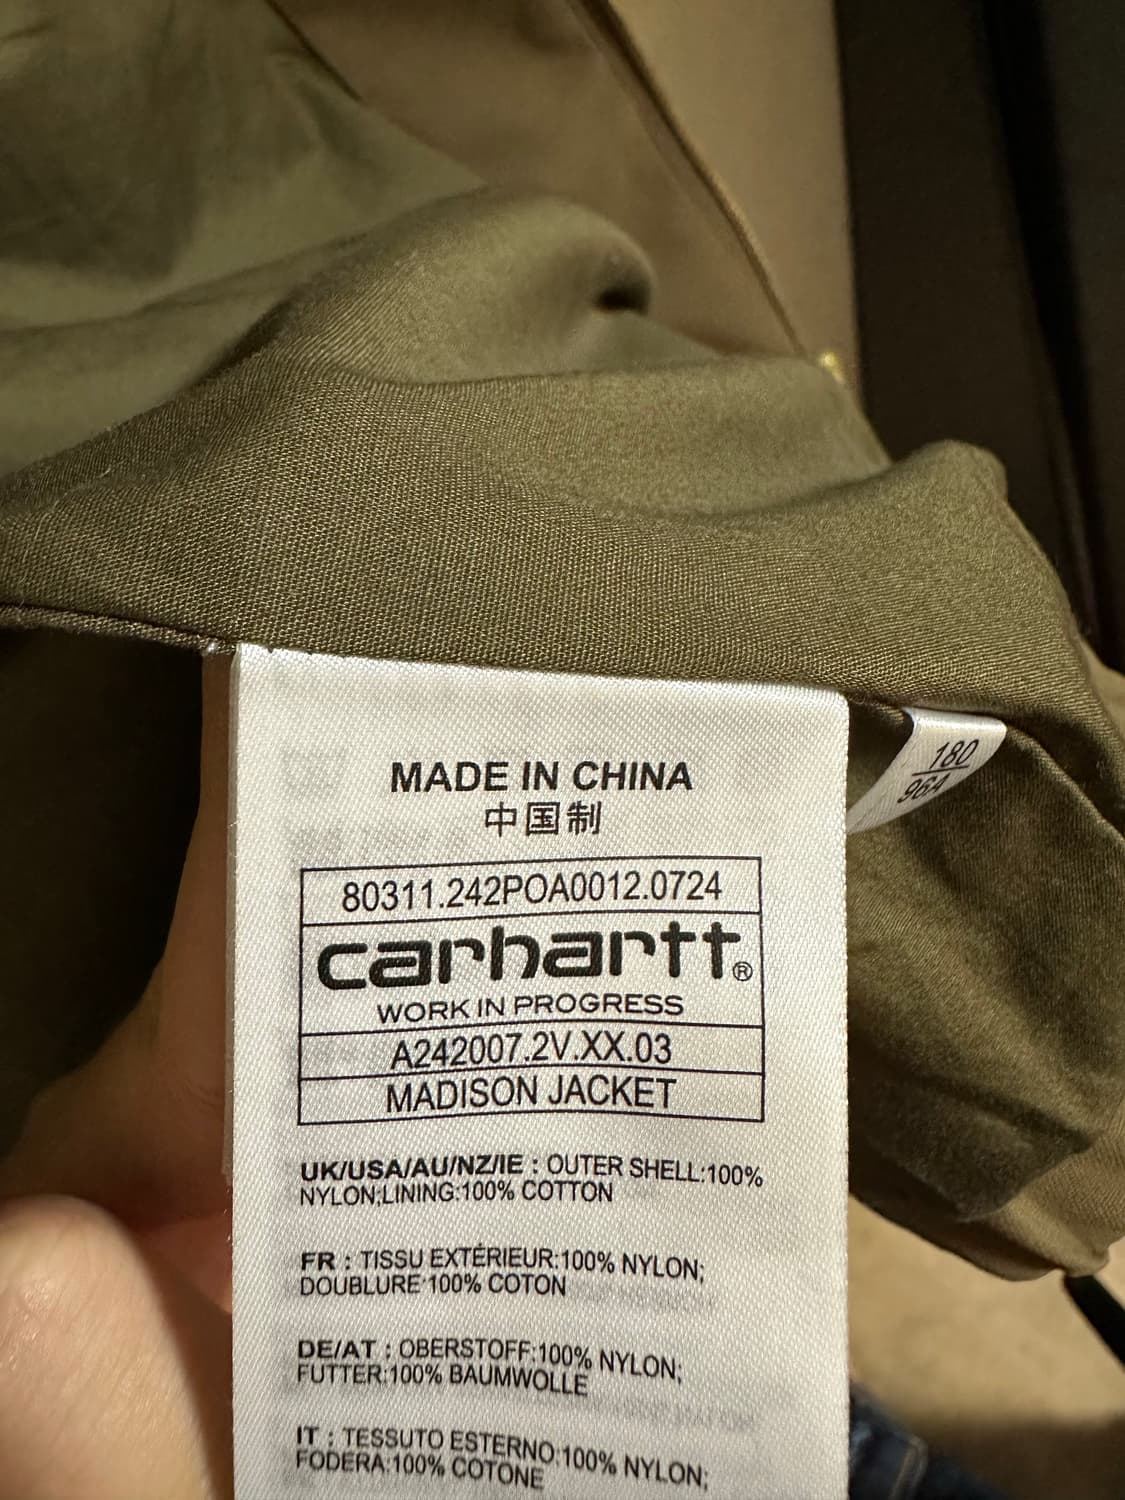 MADE IN CHINA
中国制
180
96A
80311.242POA0012.0724
carhartt®
WORK IN PROGRESS
A242007.2V.XX.03
MADISON JACKET
UK/USA/AU/NZ/IE : OUTER SHELL:100%
NYLON;LINING:100% COTTON
FR : TISSU EXTÉRIEUR:100% NYLON;
DOUBLURE:100% COTON
DE/AT : OBERSTOFF:100% NYLON;
FUTTER:100% BAUMWOLLE
IT : TESSUTO ESTERNO:100% NYLON;
FODERA:100% COTONE